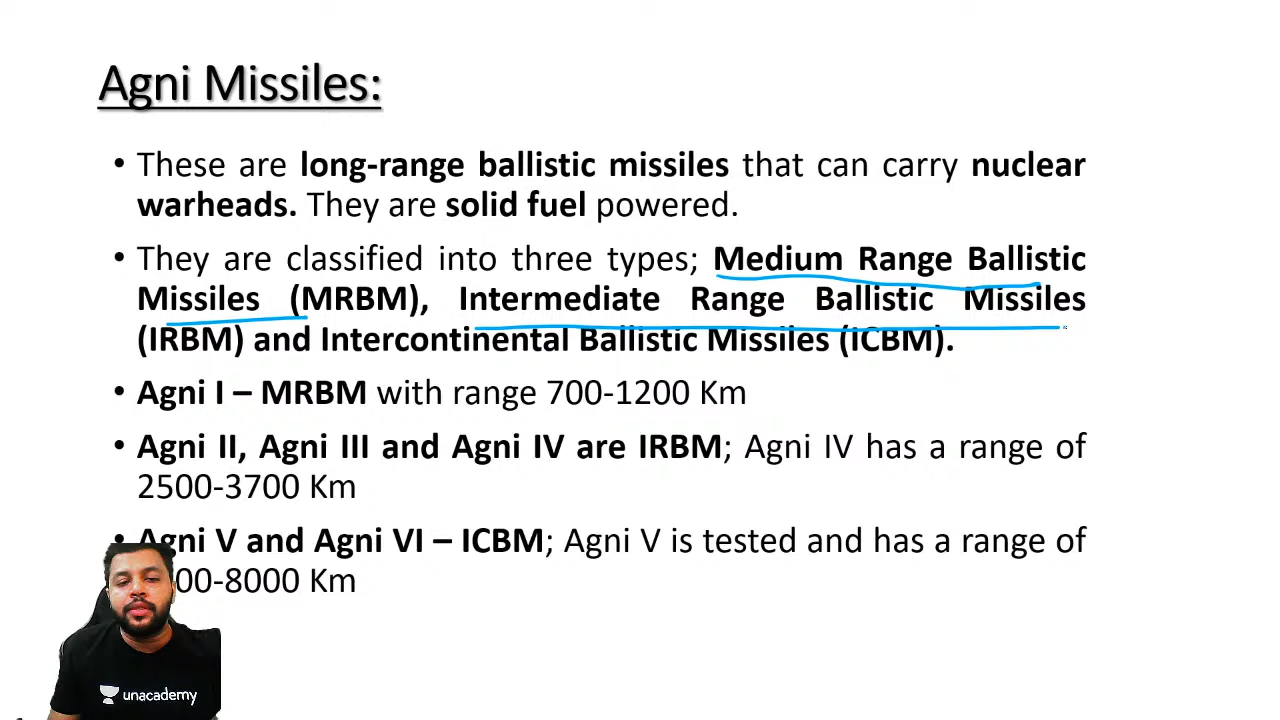 Agni Missiles:
• These are long-range ballistic missiles that can carry nuclear
warheads. They are solid fuel powered.
• They are classified into three types; Medium Range Ballistic
Missiles (MRBM), Intermediate Range Ballistic Missiles
(IRBM) and Intercontinental Ballistic Missiles (ICBM).
• Agni I – MRBM with range 700-1200 Km
• Agni II, Agni III and Agni IV are IRBM; Agni IV has a range of
2500-3700 Km
• Agni V and Agni VI – ICBM; Agni V is tested and has a range of
00-8000 Km
unacademy